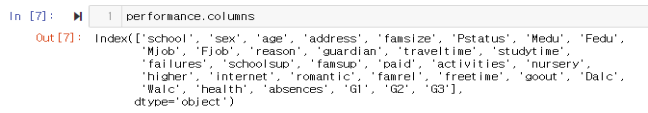 In [7]: 1 performance.columns
Out[7]: Index(['school', 'sex', 'age', 'address', 'famsize', 'Pstatus', 'Medu', 'Fedu',
'Mjob', 'Fjob', 'reason', 'guardian', 'traveltime', 'studytime',
'failures', 'schoolsup', 'famsup', 'paid', 'activities', 'nursery',
'higher', 'internet', 'romantic', 'famrel', 'freetime', 'goout', 'Dalc',
'Walc', 'health', 'absences', 'G1', 'G2', 'G3'],
dtype='object')